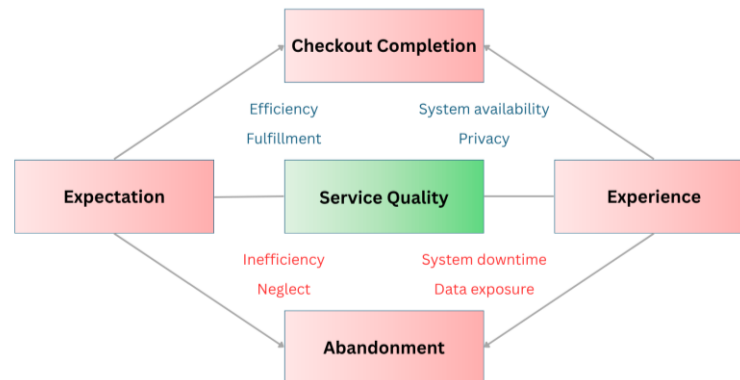 Checkout Completion
Efficiency System availability
Fulfillment Privacy
Expectation Service Quality Experience
Inefficiency System downtime
Neglect Data exposure
Abandonment